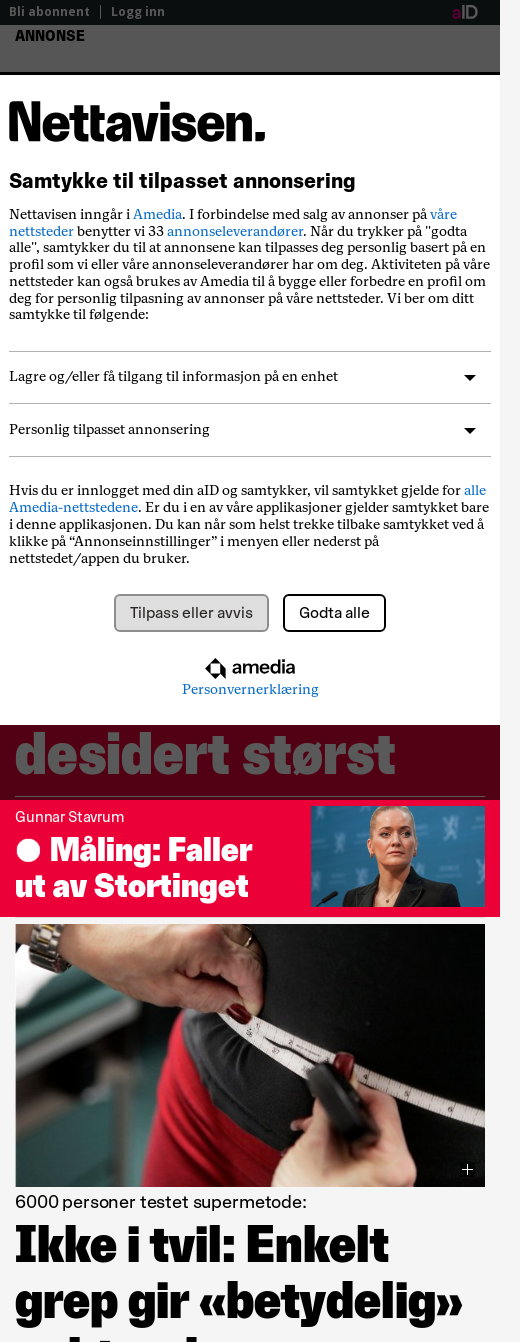 Bli abonnent | Logg inn
aID
ANNONSE
Nettavisen.
Samtykke til tilpasset annonsering
Nettavisen inngår i Amedia. I forbindelse med salg av annonser på våre
nettsteder benytter vi 33 annonseleverandører. Når du trykker på "godta
alle", samtykker du til at annonsene kan tilpasses deg personlig basert på en
profil som vi eller våre annonseleverandører har om deg. Aktiviteten på våre
nettsteder kan også brukes av Amedia til å bygge eller forbedre en profil om
deg for personlig tilpasning av annonser på våre nettsteder. Vi ber om ditt
samtykke til følgende:
Lagre og/eller få tilgang til informasjon på en enhet
Personlig tilpasset annonsering
Hvis du er innlogget med din aID og samtykker, vil samtykket gjelde for alle
Amedia-nettstedene. Er du i en av våre applikasjoner gjelder samtykket bare
i denne applikasjonen. Du kan når som helst trekke tilbake samtykket ved å
klikke på “Annonseinnstillinger” i menyen eller nederst på
nettstedet/appen du bruker.
Tilpass eller avvis
Godta alle
amedia
Personvernerklæring
desidert størst
Gunnar Stavrum
Måling: Faller
ut av Stortinget
6000 personer testet supermetode:
Ikke i tvil: Enkelt
grep gir «betydelig»